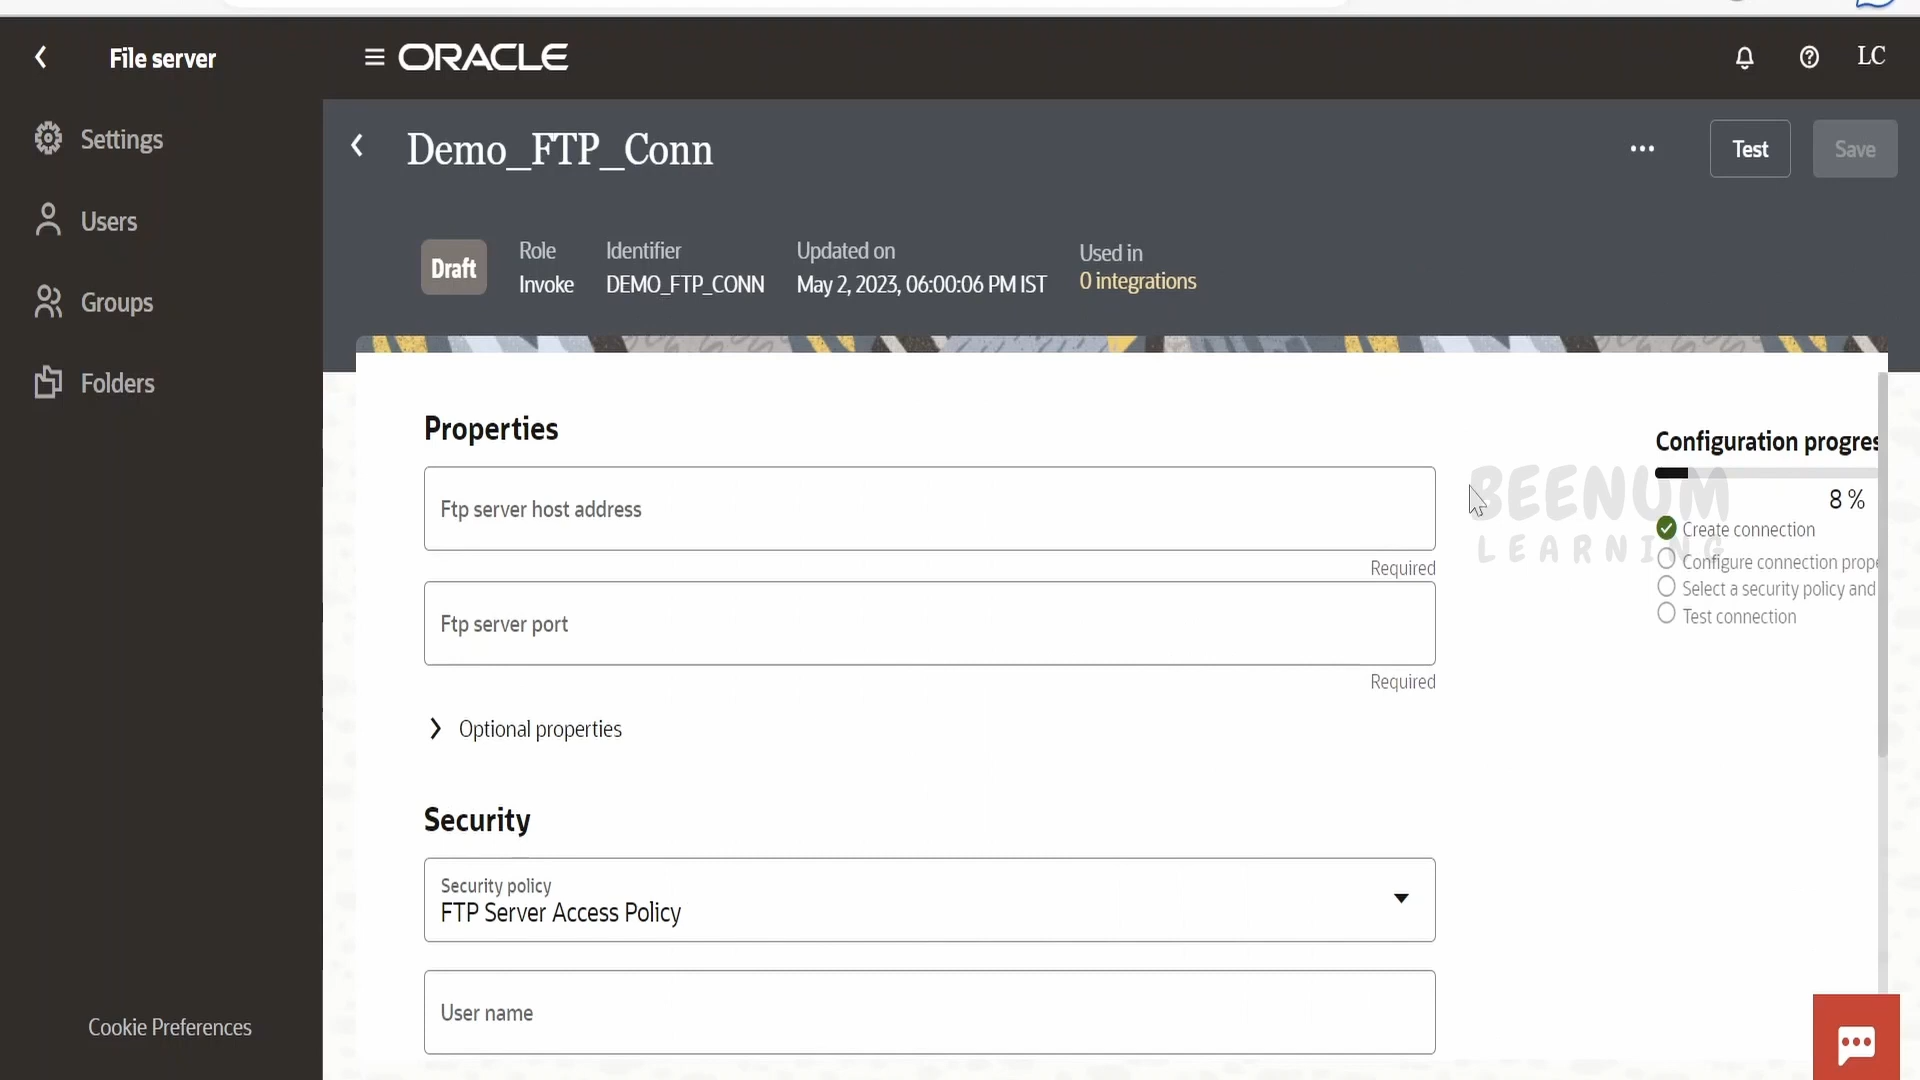 File server
ORACLE
LC
Settings
Users
Groups
Folders
Cookie Preferences
Demo_FTP_Conn
Test
Save
Draft
Role
Invoke
Identifier
DEMO_FTP_CONN
Updated on
May 2, 2023, 06:00:06 PM IST
Used in
0 integrations
Properties
Ftp server host address
Required
Ftp server port
Required
Optional properties
Security
Security policy
FTP Server Access Policy
User name
Configuration progres
8 %
Create connection
Configure connection prope
Select a security policy and
Test connection
BEENUM
LEARNING